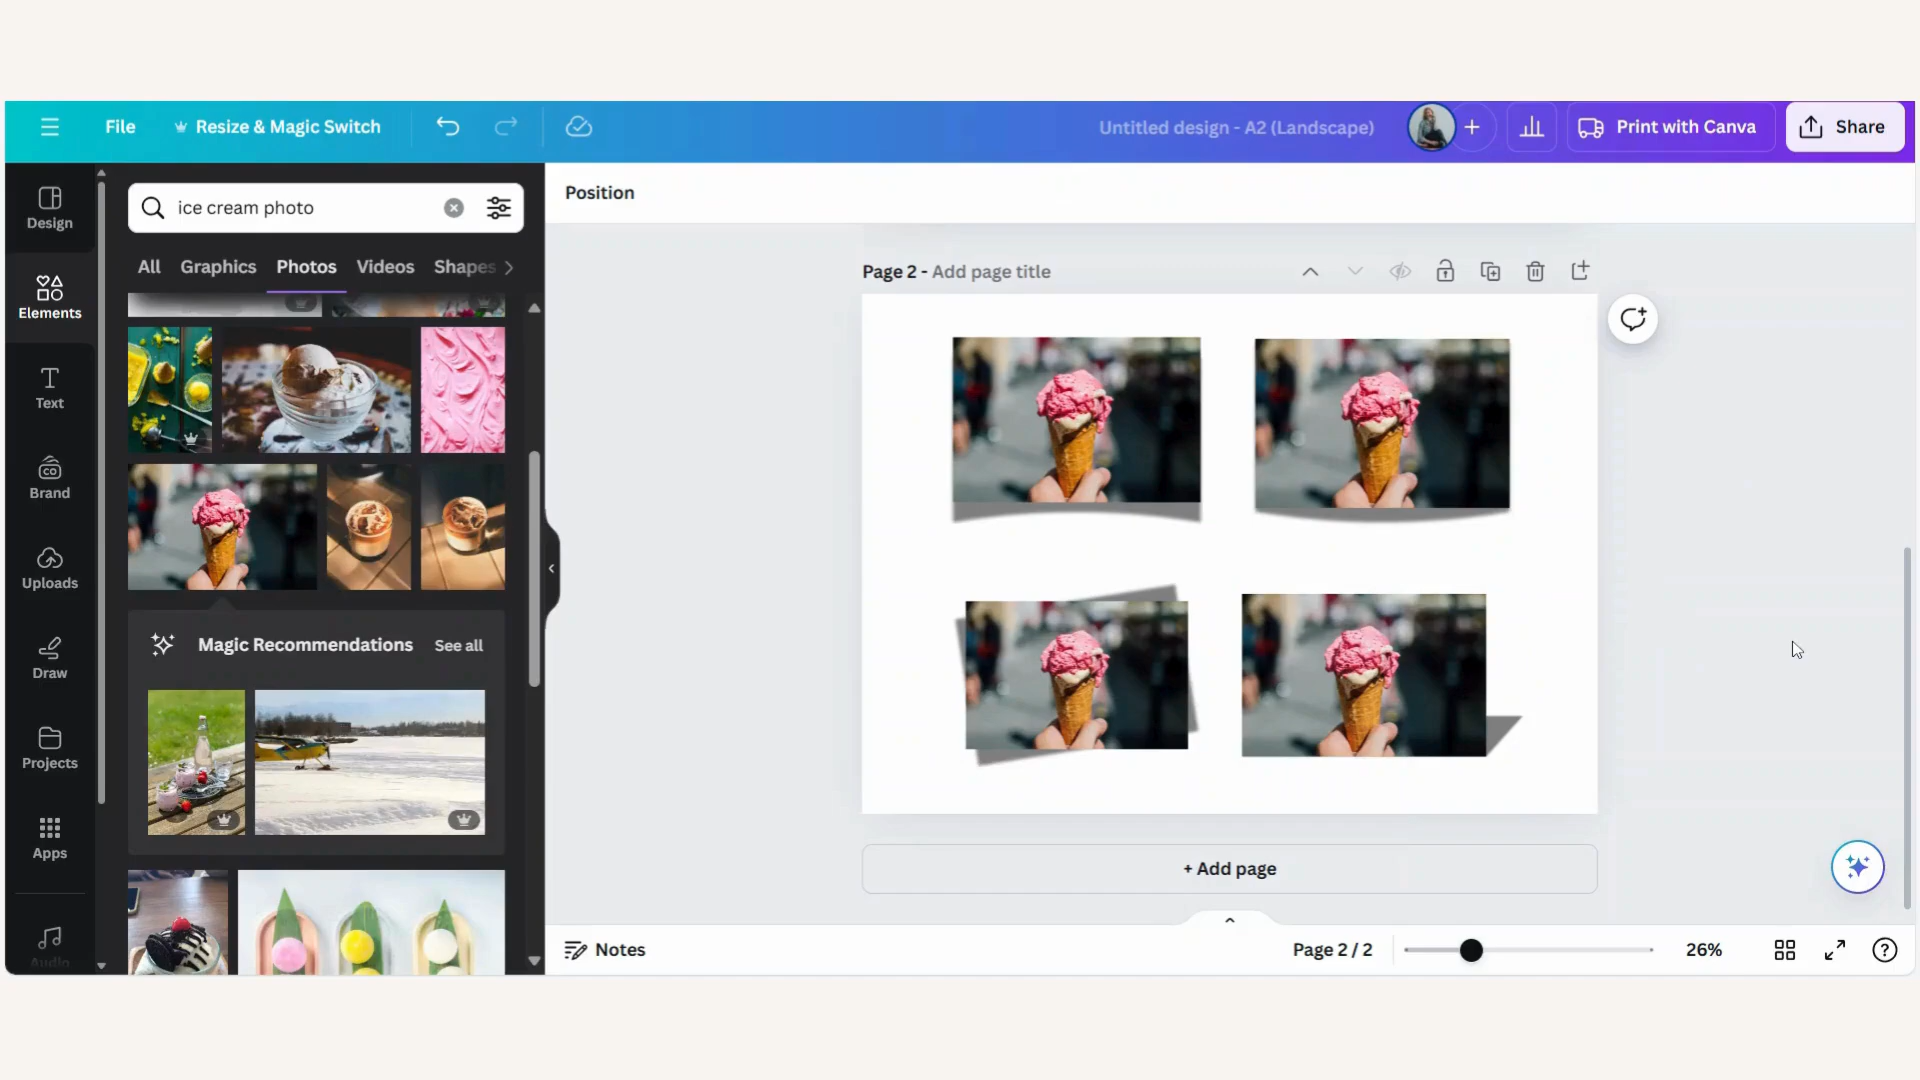 File
Resize & Magic Switch
Untitled design - A2 (Landscape)
Print with Canva
Share
Design
Elements
Text
Brand
Uploads
Draw
Projects
Apps
Audio
ice cream photo
All
Graphics
Photos
Videos
Shapes
Magic Recommendations
See all
Position
Page 2 - Add page title
+ Add page
Notes
Page 2 / 2
26%